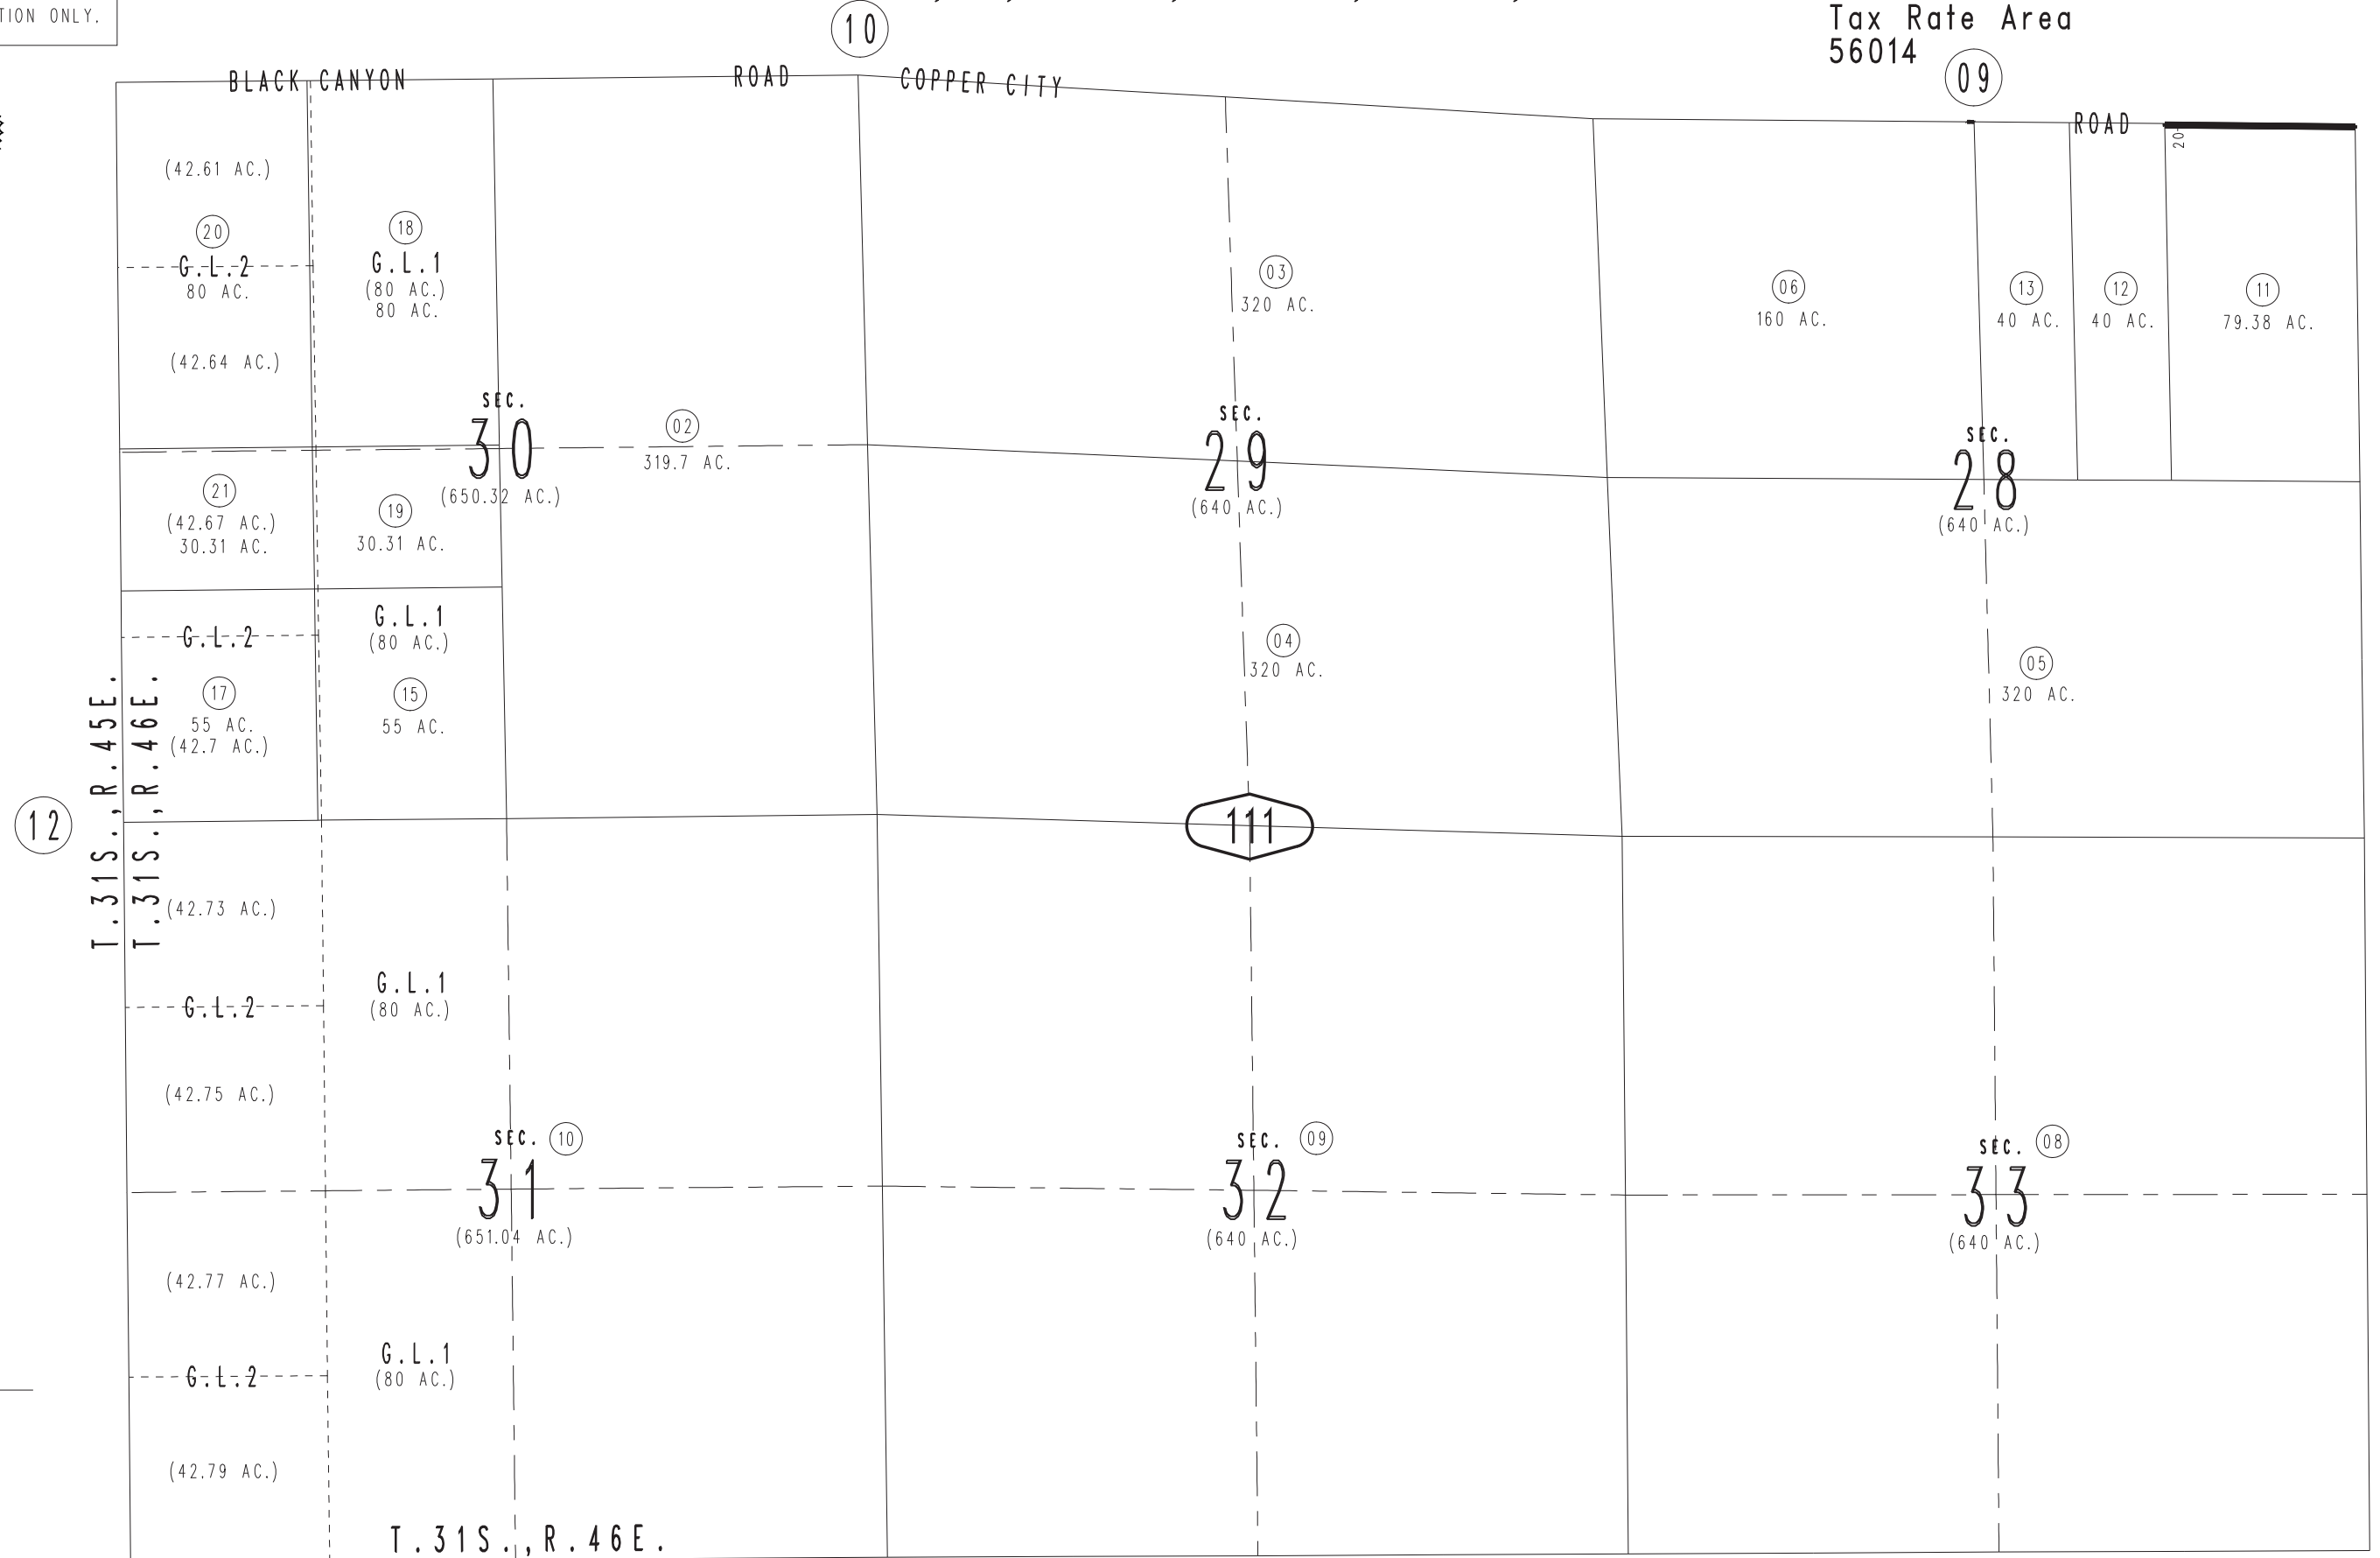 TION ONLY.
10
Tax Rate Area
56014
09
BLACK CANYON ROAD COPPER CITY ROAD
20
(42.61 AC.)
20
G.L.2
80 AC.
(42.64 AC.)
18
G.L.1
(80 AC.)
80 AC.
SEC.
30
(650.32 AC.)
02
319.7 AC.
03
320 AC.
SEC.
29
(640 AC.)
06
160 AC.
13
40 AC.
12
40 AC.
11
79.38 AC.
SEC.
28
(640 AC.)
21
(42.67 AC.)
30.31 AC.
19
30.31 AC.
G.L.2
17
55 AC.
(42.7 AC.)
G.L.1
(80 AC.)
15
55 AC.
04
320 AC.
05
320 AC.
12
T.31S.,R.45E.
T.31S.,R.46E.
111
(42.73 AC.)
G.L.2
(42.75 AC.)
G.L.1
(80 AC.)
SEC. 10
31
(651.04 AC.)
SEC. 09
32
(640 AC.)
SEC. 08
33
(640 AC.)
(42.77 AC.)
G.L.2
(42.79 AC.)
G.L.1
(80 AC.)
T.31S.,R.46E.